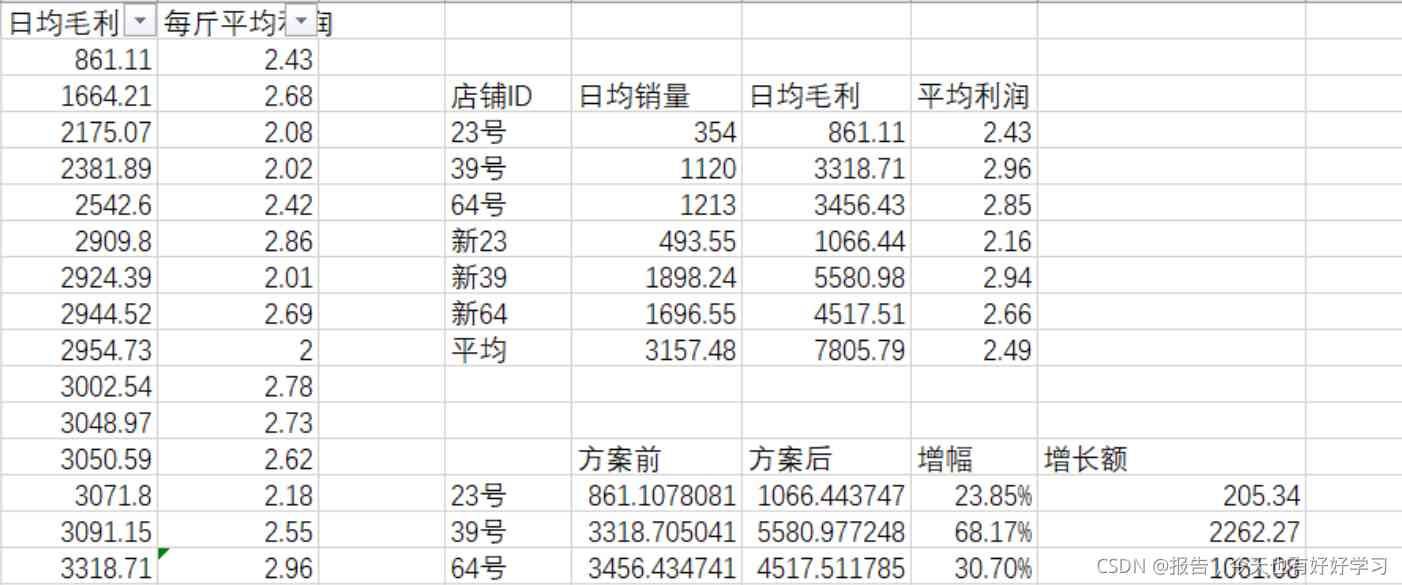 日均毛利 每斤平均利润
861.11 2.43
1664.21 2.68 店铺ID 日均销量 日均毛利 平均利润
2175.07 2.08 23号 354 861.11 2.43
2381.89 2.02 39号 1120 3318.71 2.96
2542.6 2.42 64号 1213 3456.43 2.85
2909.8 2.86 新23 493.55 1066.44 2.16
2924.39 2.01 新39 1898.24 5580.98 2.94
2944.52 2.69 新64 1696.55 4517.51 2.66
2954.73 2 平均 3157.48 7805.79 2.49
3002.54 2.78
3048.97 2.73
3050.59 2.62 方案前 方案后 增幅 增长额
3071.8 2.18 23号 861.1078081 1066.443747 23.85% 205.34
3091.15 2.55 39号 3318.705041 5580.977248 68.17% 2262.27
3318.71 2.96 64号 3456.434741 4517.511785 30.70% 1061.08
CSDN @报告!今天也有好好学习